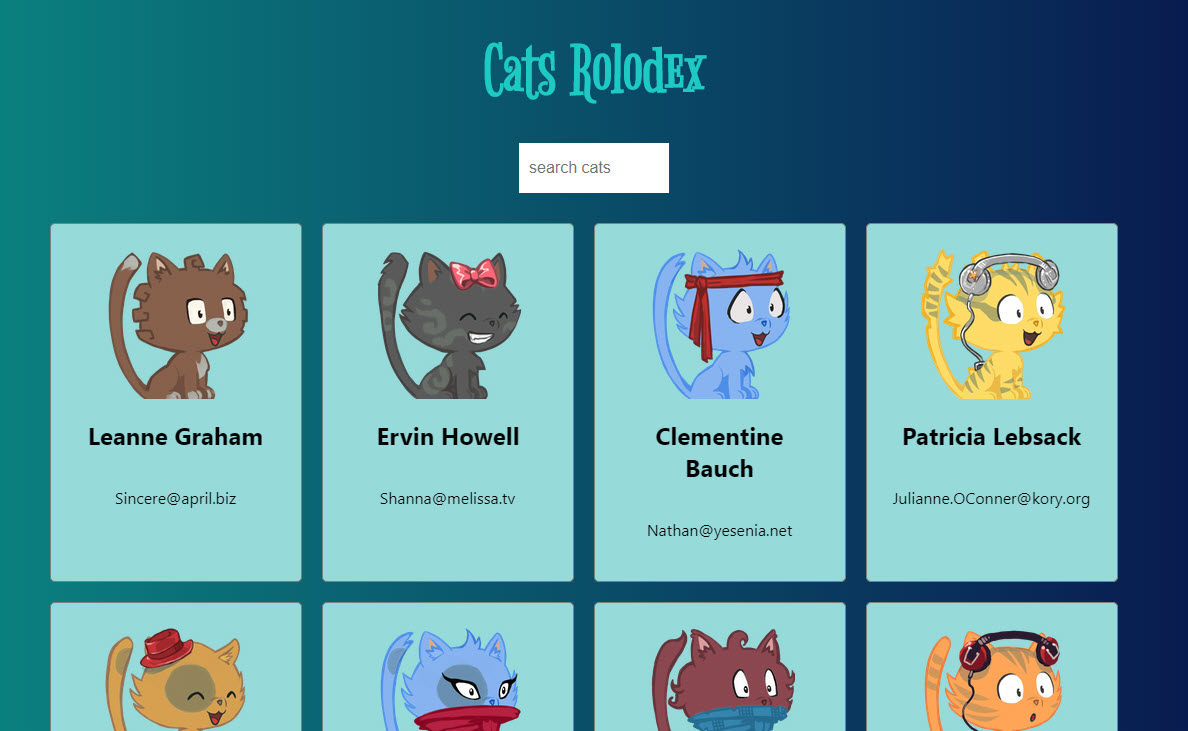 Cats Rolodex
search cats
Leanne Graham
Ervin Howell
Clementine
Bauch
Patricia Lebsack
Sincere@april.biz
Shanna@melissa.tv
Nathan@yesenia.net
Julianne.OConner@kory.org